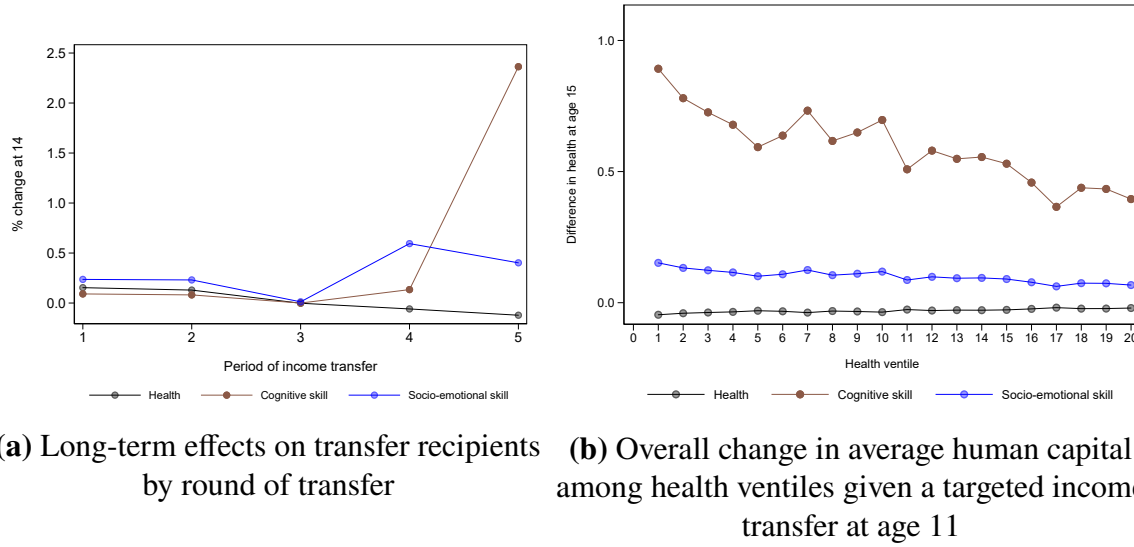 2.5
2.0
1.5
1.0
0.5
0.0
% change at 14
1 2 3 4 5
Period of income transfer
Health Cognitive skill Socio-emotional skill
(a) Long-term effects on transfer recipients
by round of transfer
1.0
0.5
0.0
Difference in health at age 15
0 1 2 3 4 5 6 7 8 9 10 11 12 13 14 15 16 17 18 19 20
Health ventile
Health Cognitive skill Socio-emotional skill
(b) Overall change in average human capital
among health ventiles given a targeted income
transfer at age 11